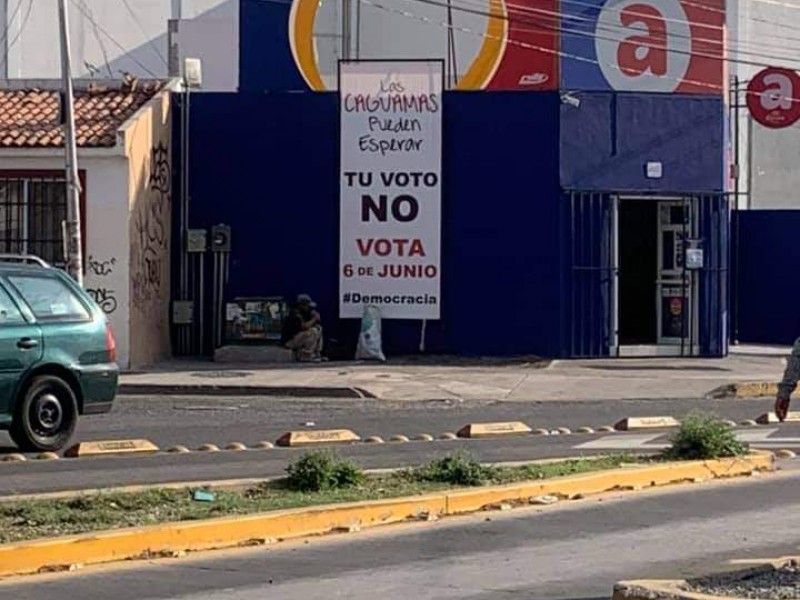 Las
CAGUAMAS
Pueden
Esperar
TU VOTO
NO
VOTA
6 DE JUNIO
#Democracia
a
a